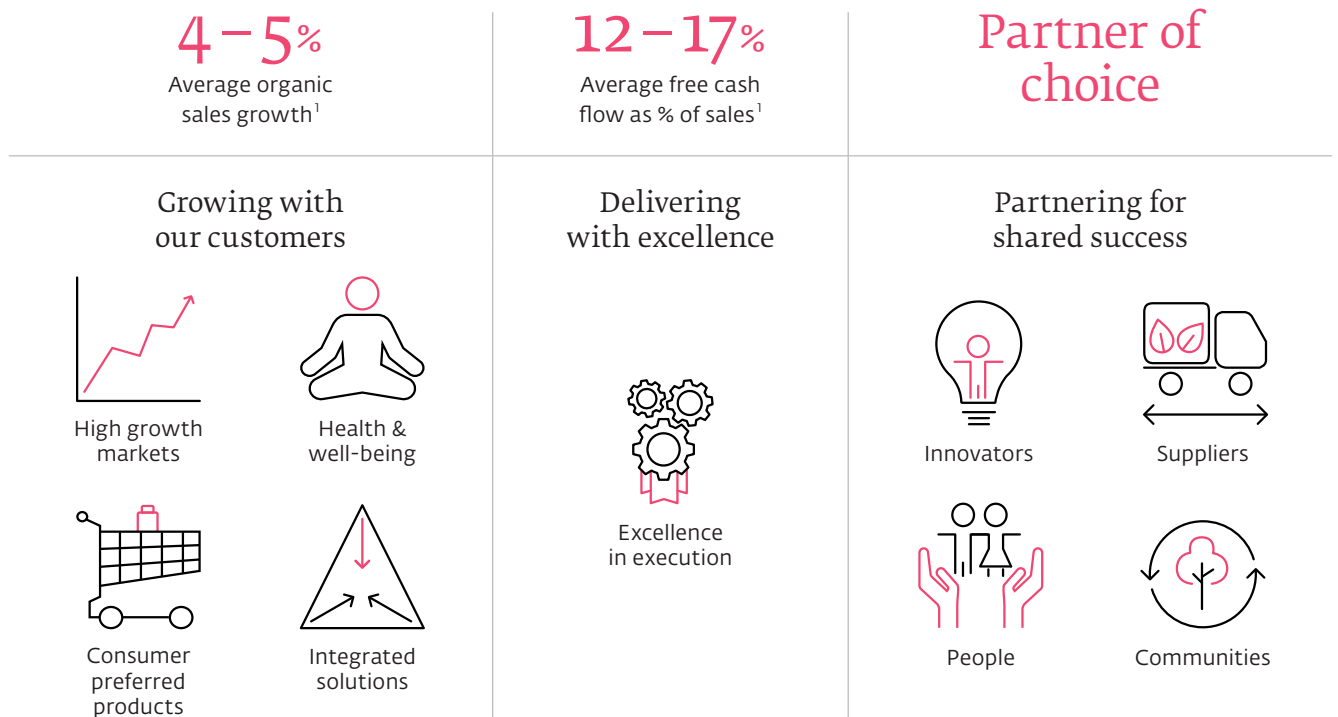 4 – 5%
Average organic
sales growth¹
12 – 17%
Average free cash
flow as % of sales¹
Partner of
choice
Growing with
our customers
High growth
markets
Health &
well-being
Consumer
preferred
products
Integrated
solutions
Delivering
with excellence
Excellence
in execution
Partnering for
shared success
Innovators
Suppliers
People
Communities